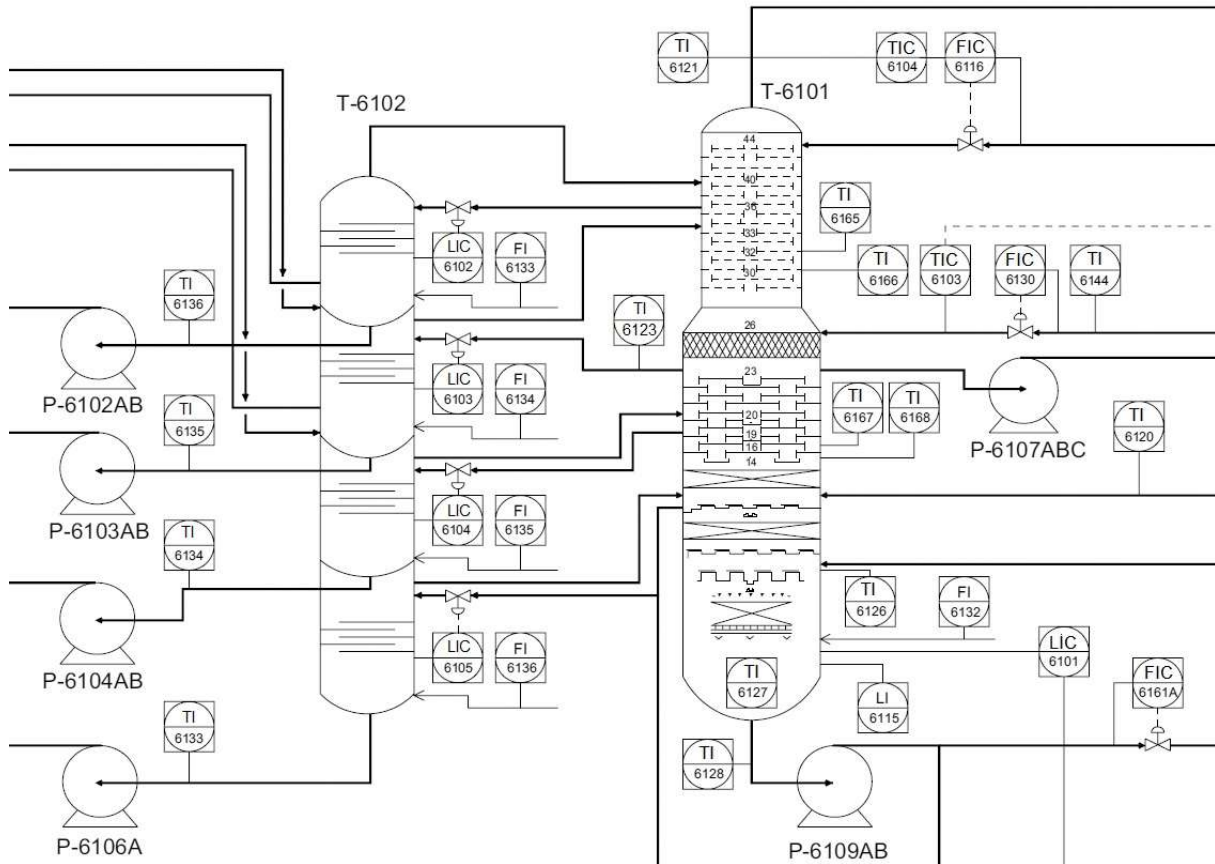 TI
6121
TIC
6104
FIC
6116
T-6102
T-6101
44
40
36
33
32
30
26
23
20
19
16
14
TI
6165
LIC
6102
FI
6133
TI
6166
TIC
6103
FIC
6130
TI
6144
TI
6136
TI
6123
P-6102AB
LIC
6103
FI
6134
TI
6167
TI
6168
P-6107ABC
TI
6120
TI
6135
P-6103AB
LIC
6104
FI
6135
TI
6134
P-6104AB
TI
6126
FI
6132
LIC
6101
LIC
6105
FI
6136
TI
6127
LI
6115
FIC
6161A
TI
6133
TI
6128
P-6106A
P-6109AB